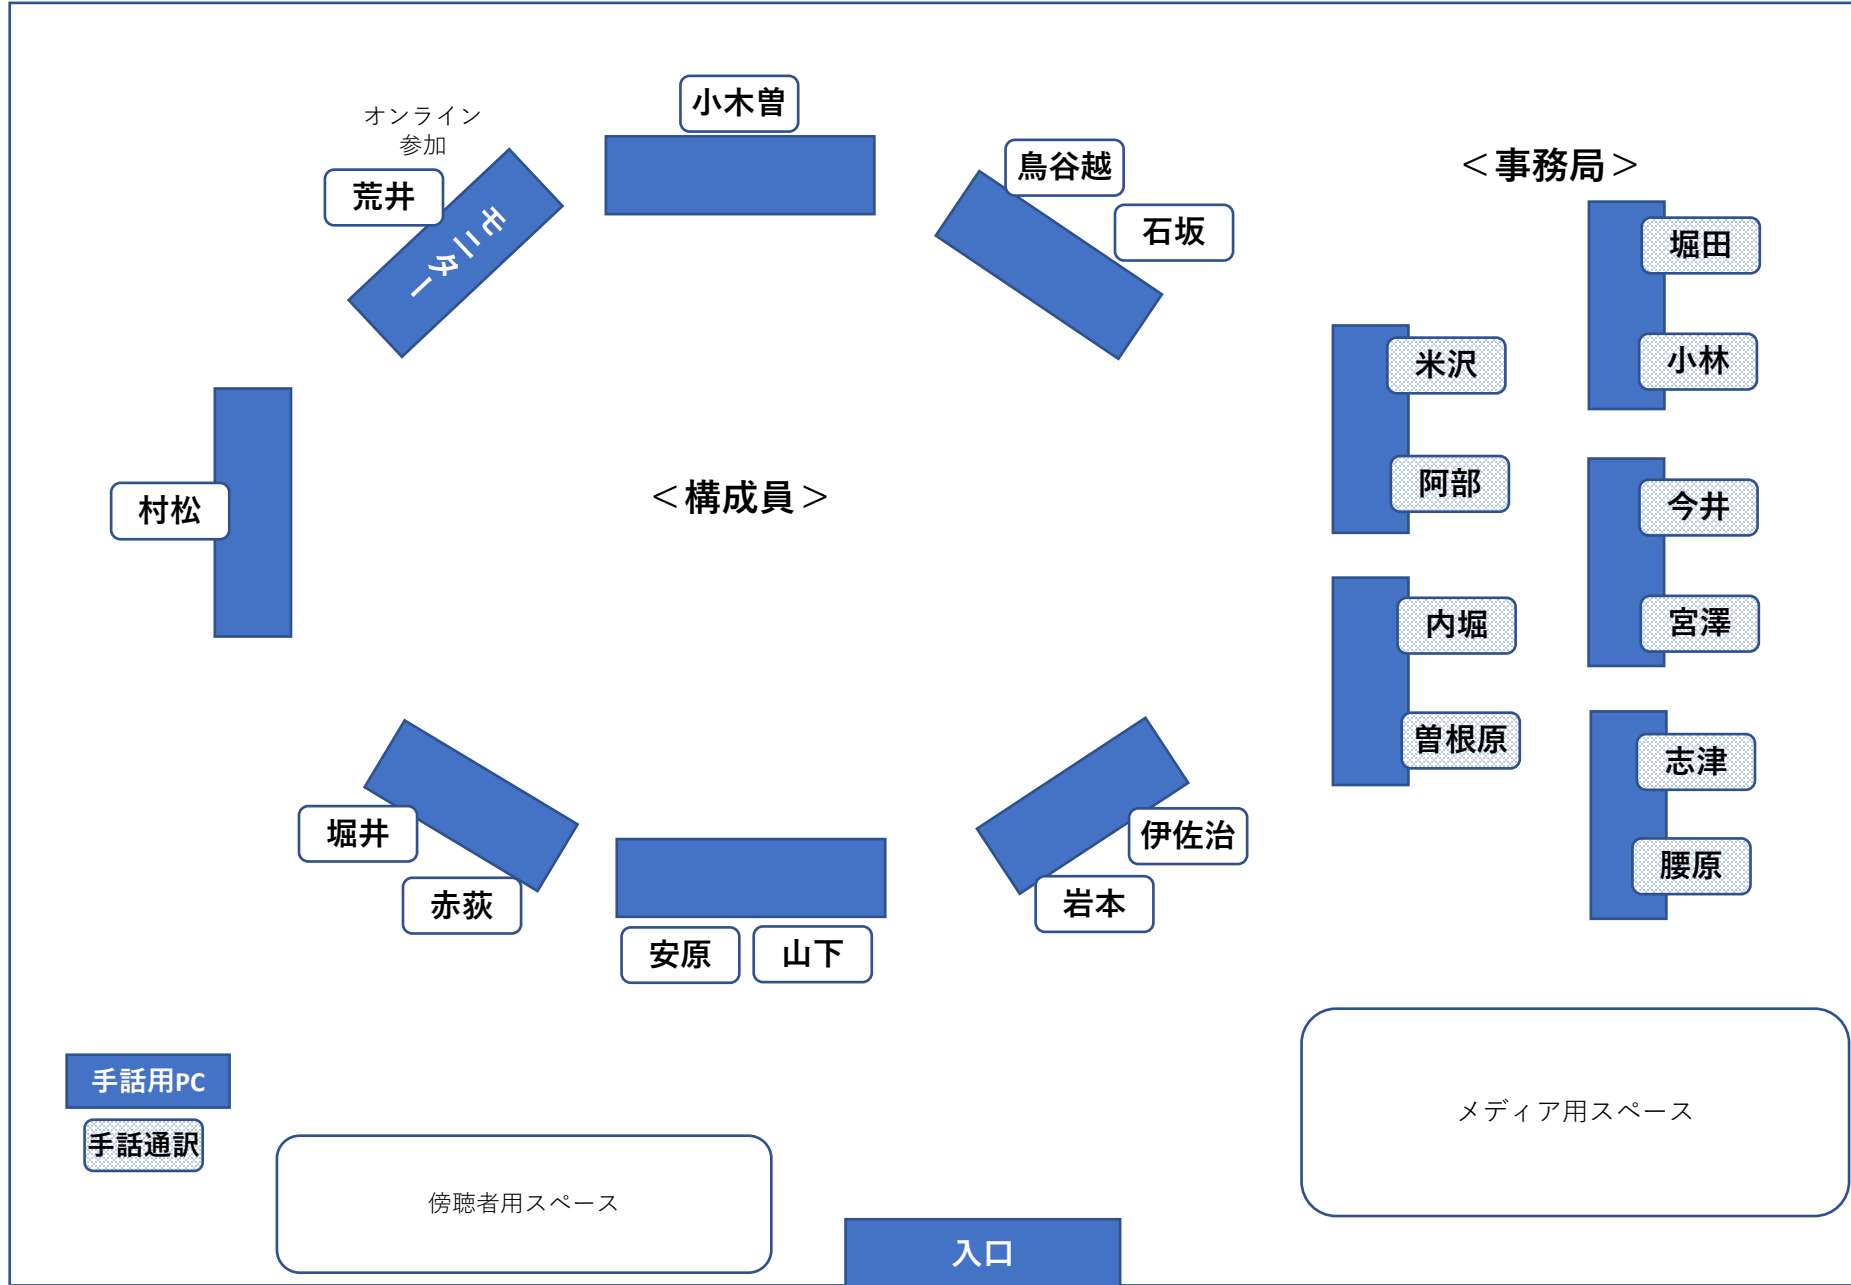 小木曽
オンライン
参加
荒井
モニター
鳥谷越
石坂
＜事務局＞
堀田
小林
米沢
阿部
今井
宮澤
内堀
曽根原
志津
腰原
村松
＜構成員＞
堀井
赤荻
安原
山下
伊佐治
岩本
手話用PC
手話通訳
傍聴者用スペース
メディア用スペース
入口